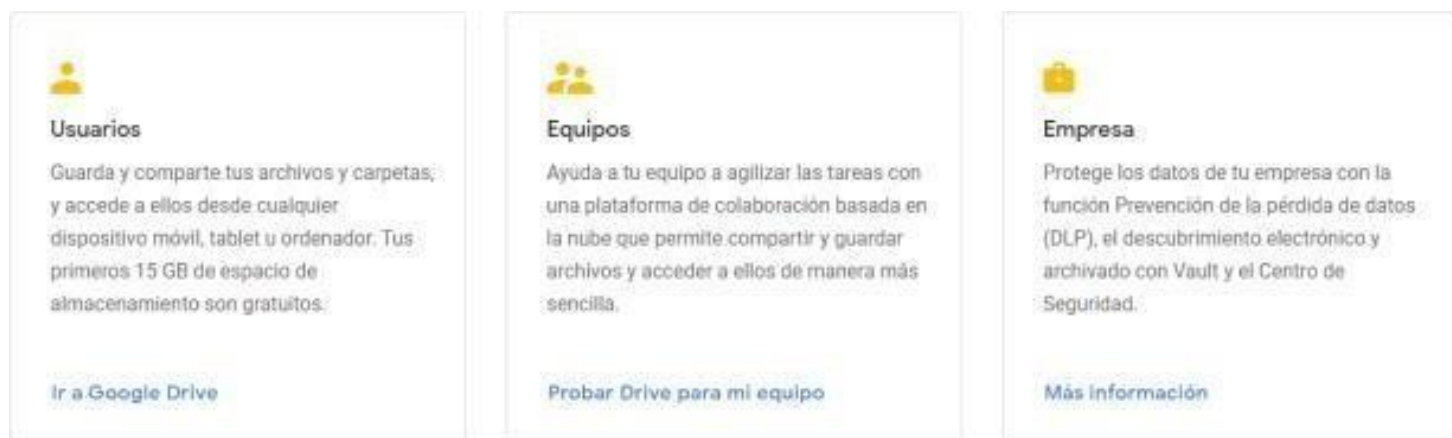 Usuarios
Guarda y comparte tus archivos y carpetas,
y accede a ellos desde cualquier
dispositivo móvil, tablet u ordenador. Tus
primeros 15 GB de espacio de
almacenamiento son gratuitos.
Ir a Google Drive
Equipos
Ayuda a tu equipo a agilizar las tareas con
una plataforma de colaboración basada en
la nube que permite compartir y guardar
archivos y acceder a ellos de manera más
sencilla.
Probar Drive para mi equipo
Empresa
Protege los datos de tu empresa con la
función Prevención de la pérdida de datos
(DLP), el descubrimiento electrónico y
archivado con Vault y el Centro de
Seguridad.
Más información